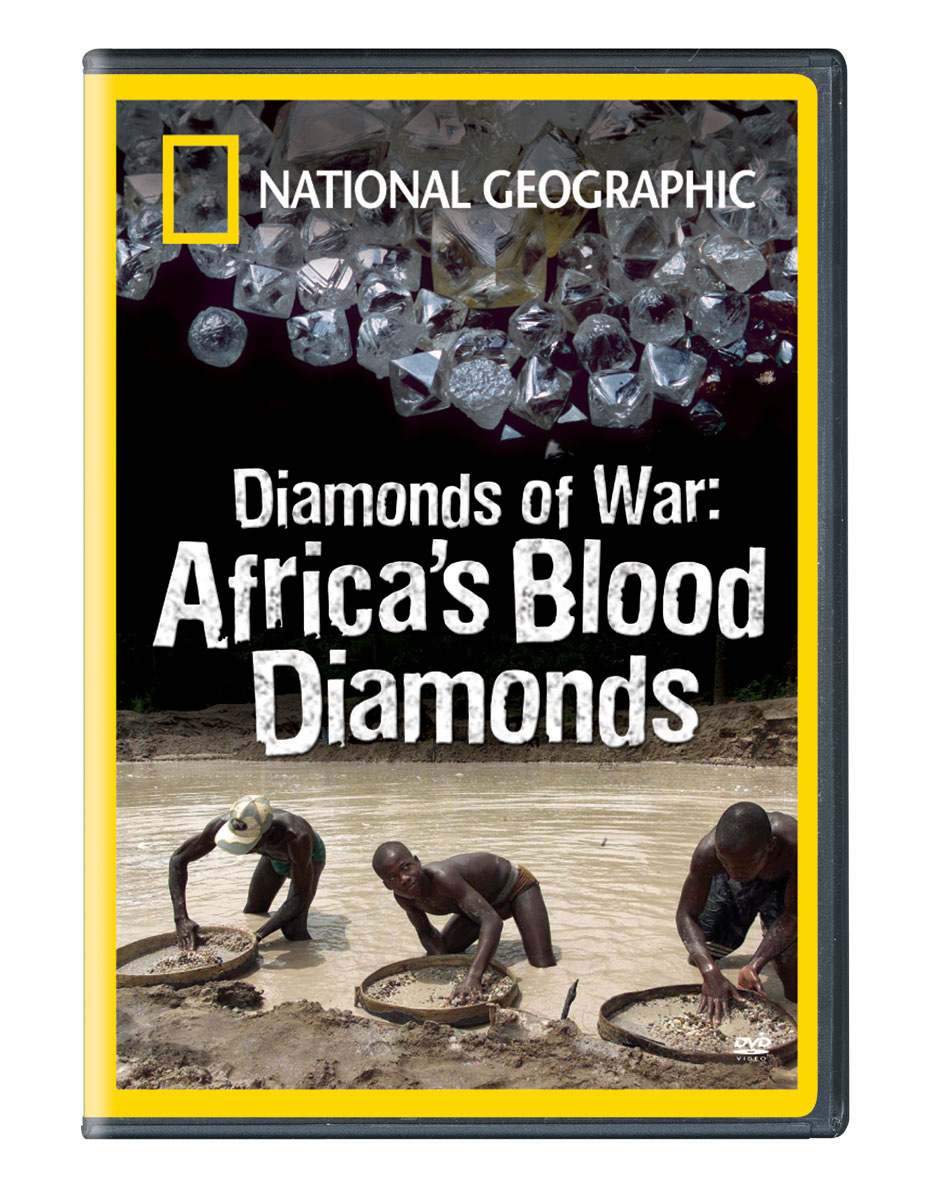 NATIONAL GEOGRAPHIC
Diamonds of War:
Africa's Blood
Diamonds
DVD
VIDEO